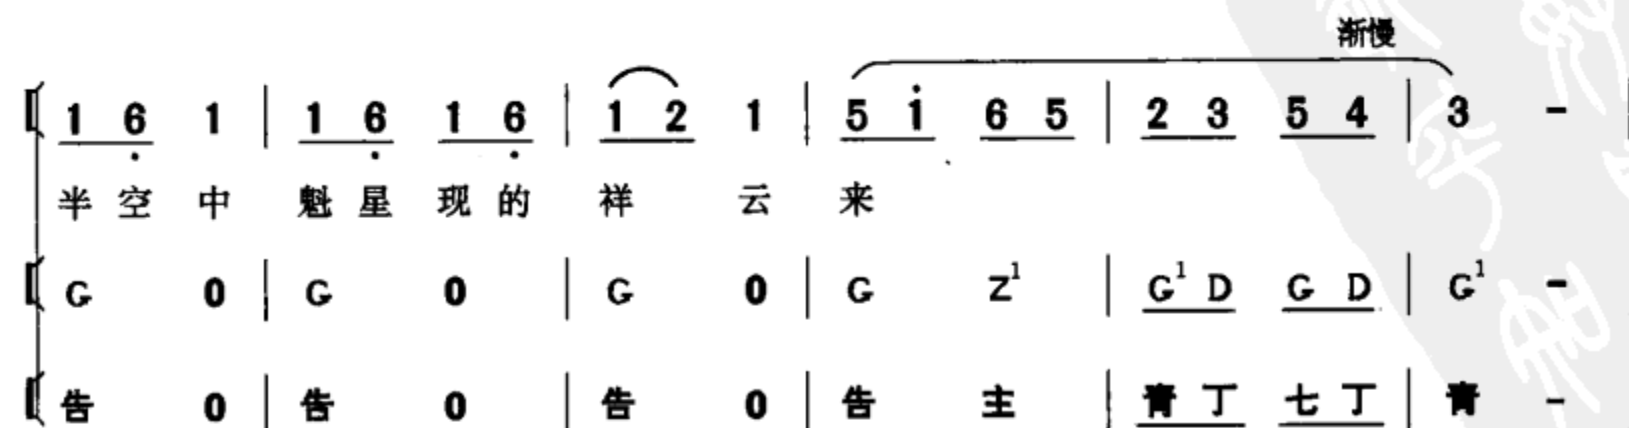 渐慢
1 6̣ 1 | 1 6̣ 1 6̣ | 1 2 1 | 5 i̇ 6 5 | 2 3 5 4 | 3 -
半 空 中 魁 星 现 的 祥 云 来
G 0 | G 0 | G 0 | G Z¹ | G¹ D G D | G¹ -
告 0 | 告 0 | 告 0 | 告 主 | 青 丁 七 丁 | 青 -